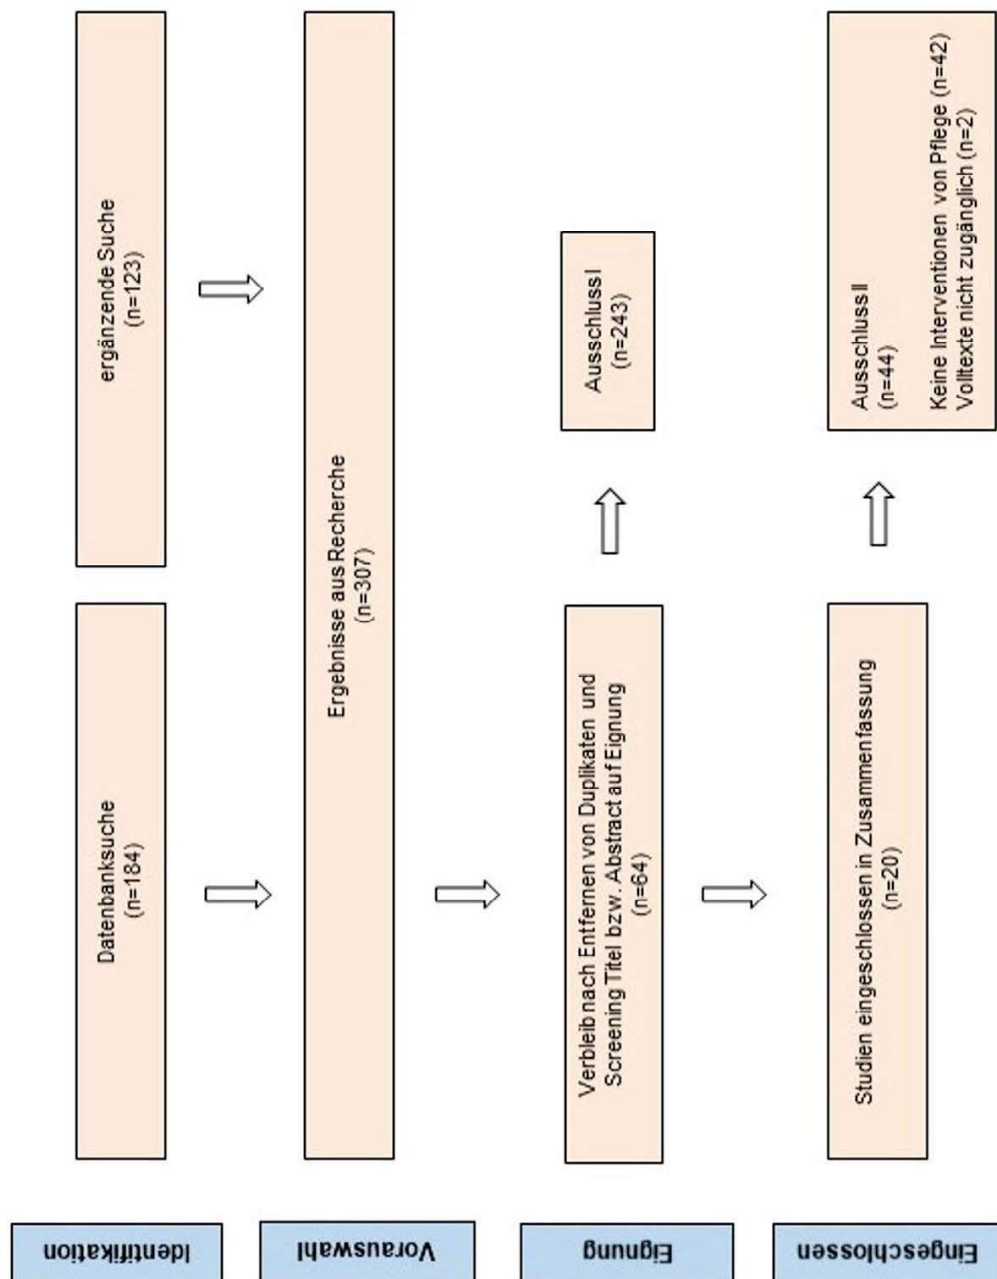 Identifikation
Datenbanksuche
(n=184)
ergänzende Suche
(n=123)
Vorauswahl
Ergebnisse aus Recherche
(n=307)
Eignung
Verbleib nach Entfernen von Duplikaten und
Screening Titel bzw. Abstract auf Eignung
(n=64)
Ausschluss I
(n=243)
Eingeschlossen
Studien eingeschlossen in Zusammenfassung
(n=20)
Ausschluss II
(n=44)
Keine Interventionen von Pflege (n=42)
Volltexte nicht zugänglich (n=2)